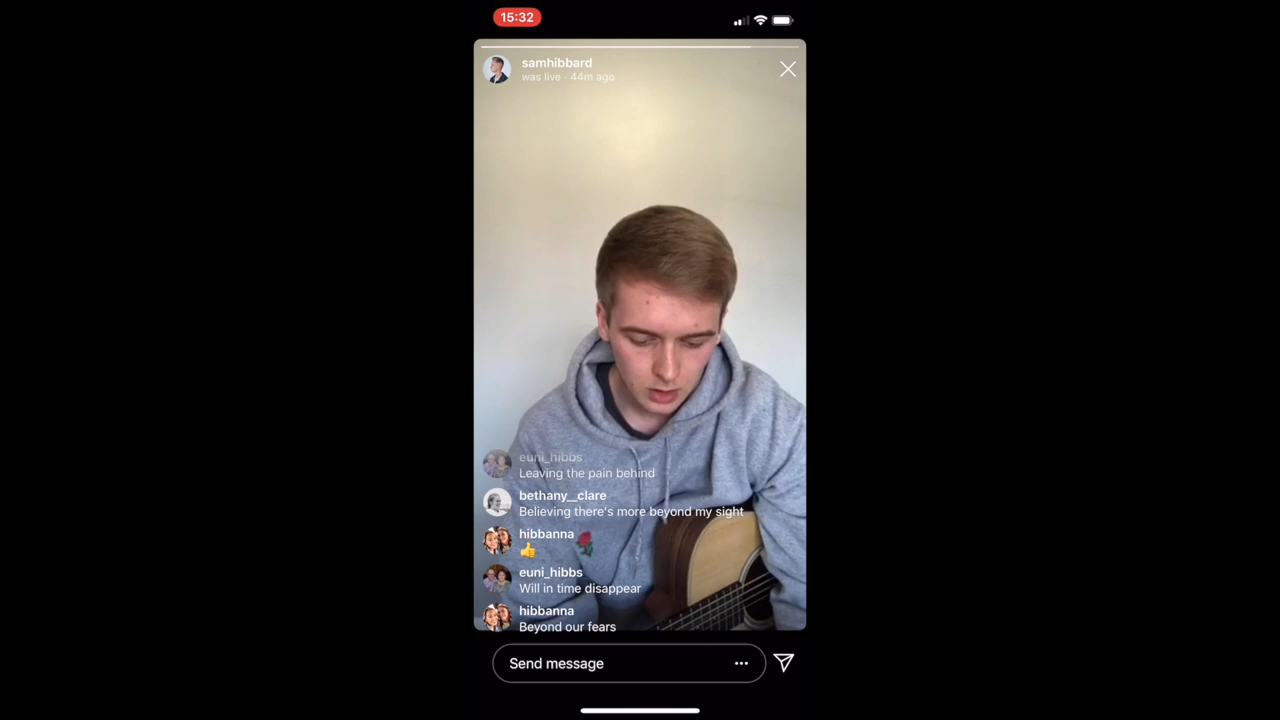 15:32
samhibbard
was live · 44m ago
euni_hibbs
Leaving the pain behind
bethany__clare
Believing there's more beyond my sight
hibbanna
👍
euni_hibbs
Will in time disappear
hibbanna
Beyond our fears
Send message